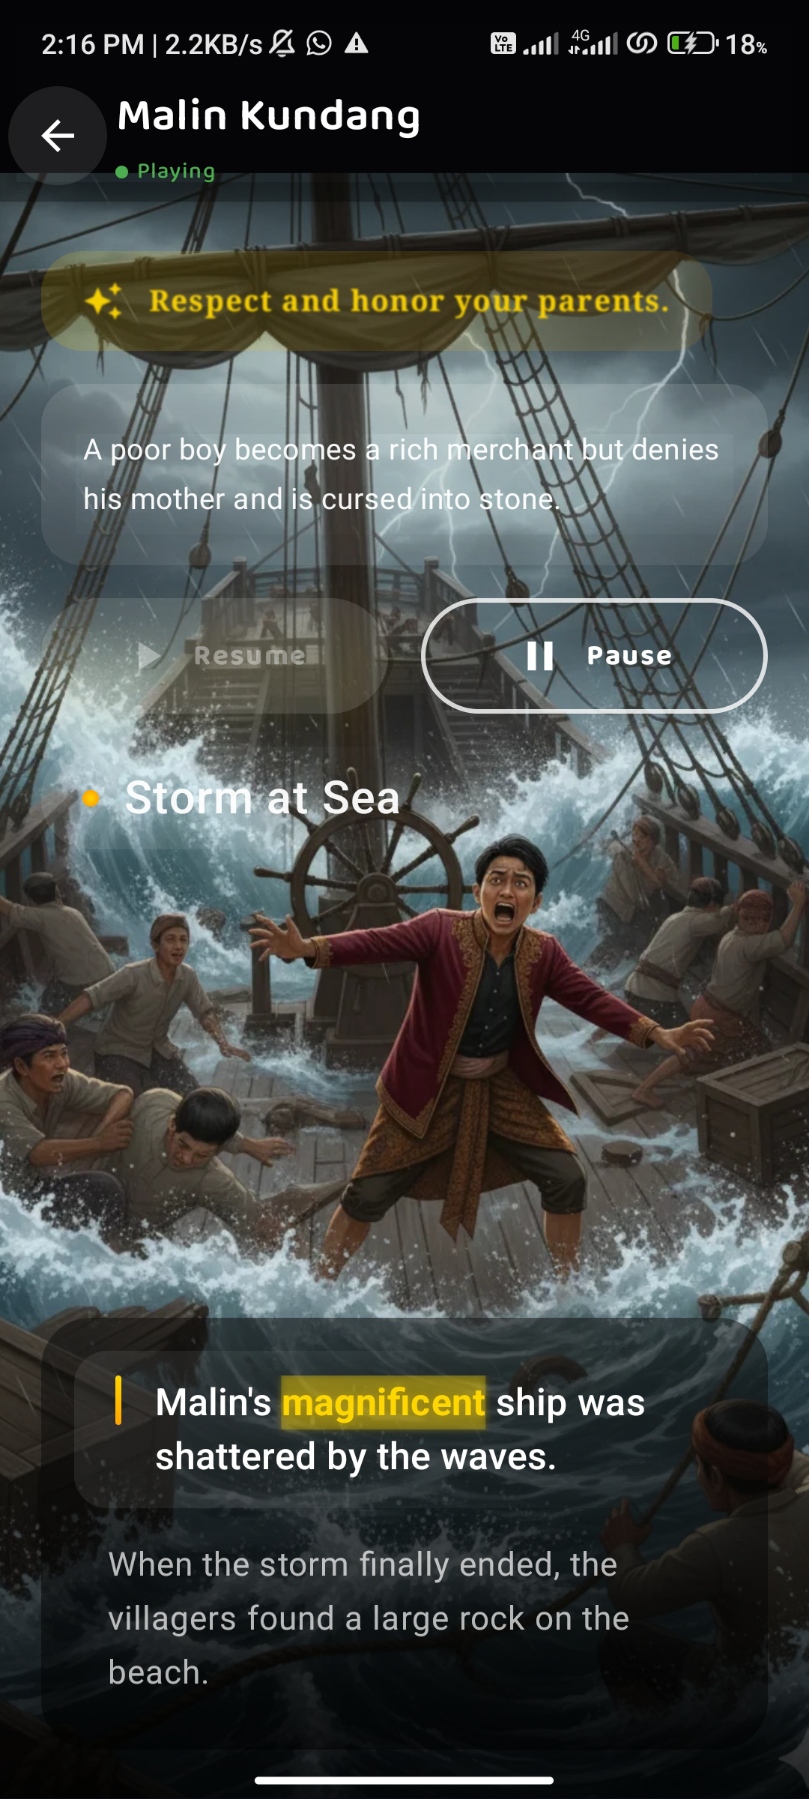 2:16 PM | 2.2KB/s
Vo LTE 4G 18%
Malin Kundang
Playing
Respect and honor your parents.
A poor boy becomes a rich merchant but denies
his mother and is cursed into stone.
Resume
Pause
Storm at Sea
Malin's magnificent ship was
shattered by the waves.
When the storm finally ended, the
villagers found a large rock on the
beach.